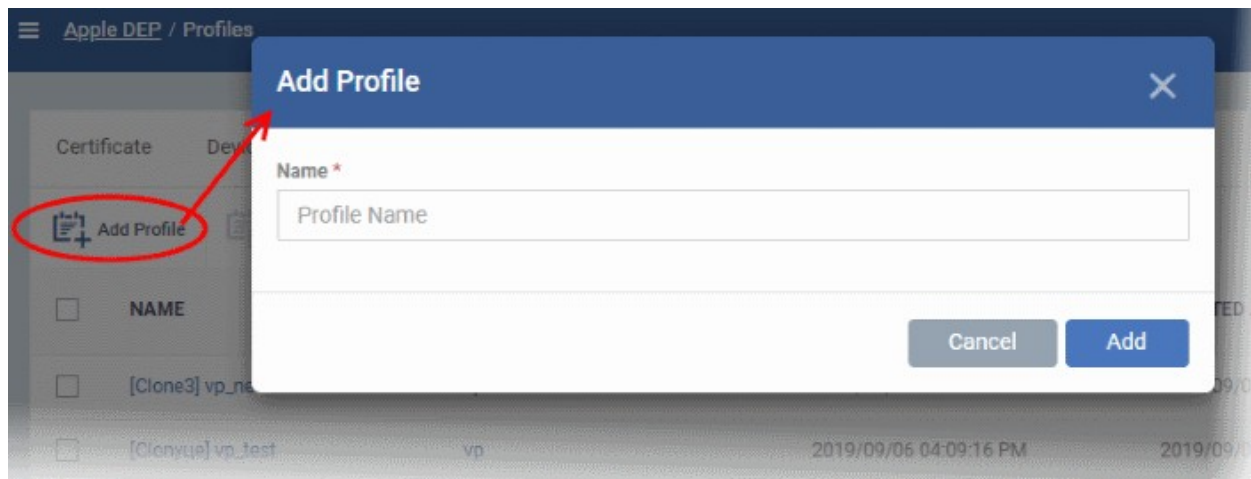 Apple DEP / Profiles
Add Profile
Certificate
Name *
Profile Name
Add Profile
NAME
Cancel
Add
[Clone3]
[Clonyue] vp_test vp 2019/09/06 04:09:16 PM